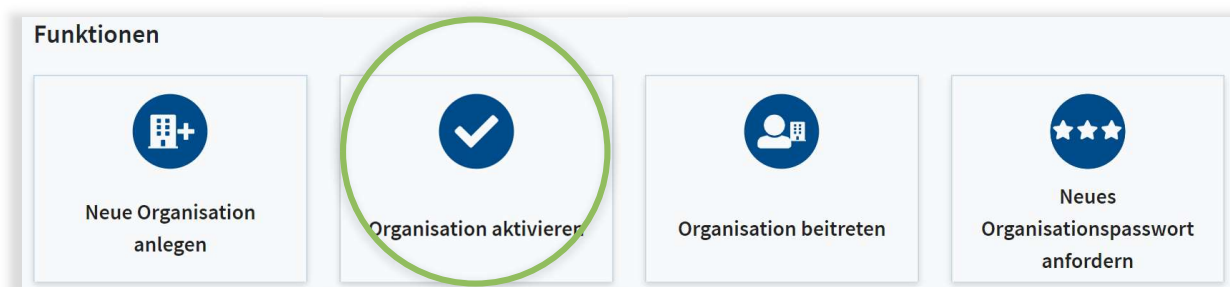 Funktionen
Neue Organisation
anlegen
Organisation aktivieren
Organisation beitreten
Neues
Organisationspasswort
anfordern